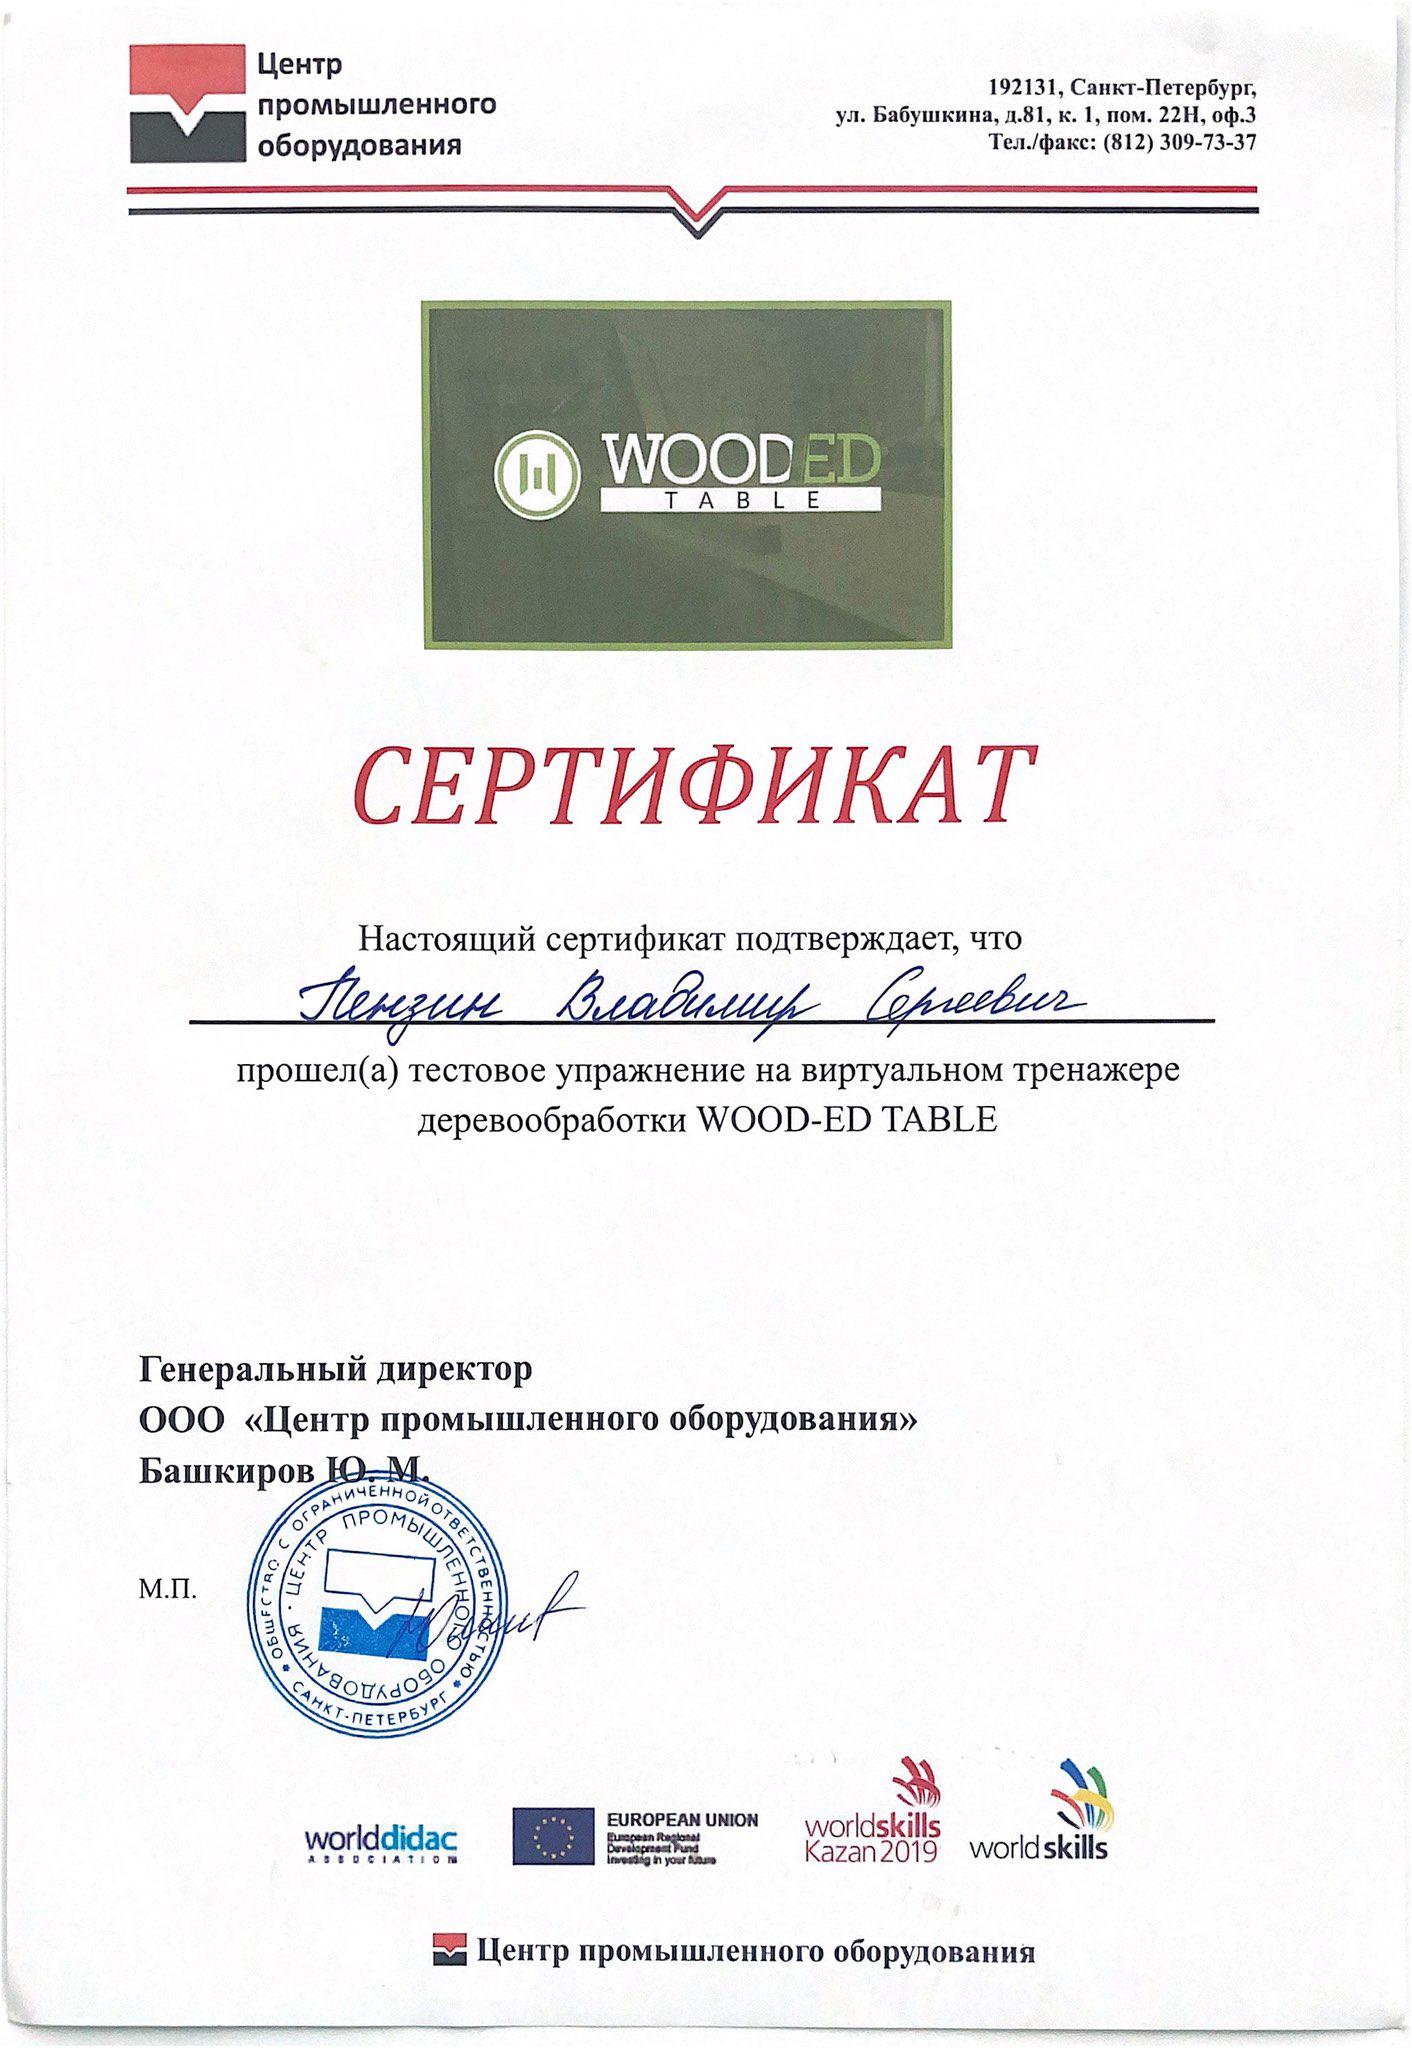 Центр
промышленного
оборудования
192131, Санкт-Петербург,
ул. Бабушкина, д.81, к. 1, пом. 22Н, оф.3
Тел./факс: (812) 309-73-37
WOODED
TABLE
СЕРТИФИКАТ
Настоящий сертификат подтверждает, что
Пензин Владимир Сергеевич
прошел(а) тестовое упражнение на виртуальном тренажере
деревообработки WOOD-ED TABLE
Генеральный директор
ООО «Центр промышленного оборудования»
Башкиров Ю. М.
М.П.
ОБЩЕСТВО С ОГРАНИЧЕННОЙ ОТВЕТСТВЕННОСТЬЮ
* САНКТ-ПЕТЕРБУРГ *
ЦЕНТР ПРОМЫШЛЕННОГО ОБОРУДОВАНИЯ
worlddidac
ASSOCIATION
EUROPEAN UNION
European Regional
Development Fund
Investing in your future
worldskills
Kazan 2019
worldskills
Центр промышленного оборудования